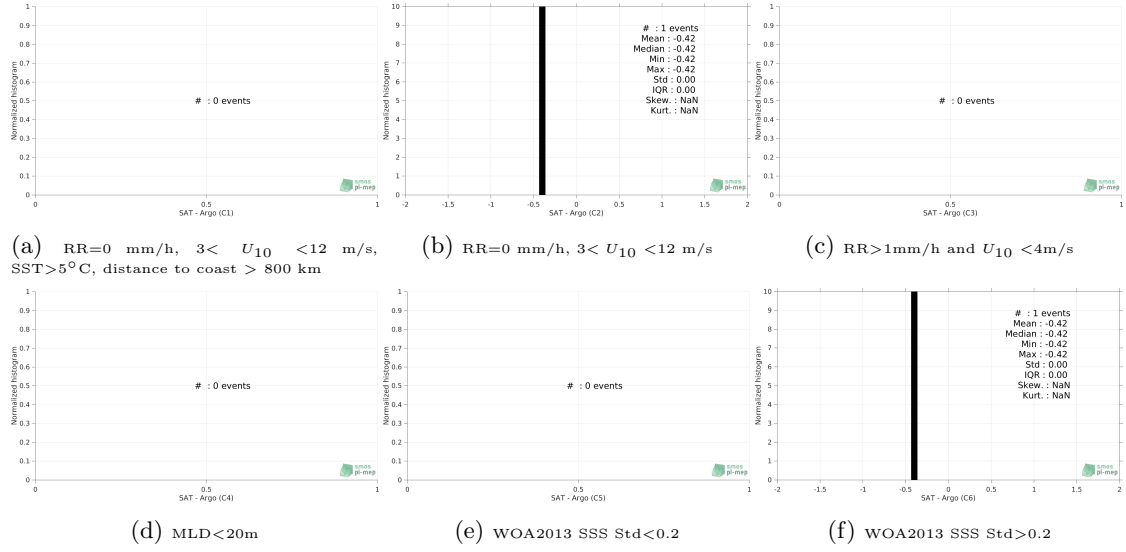 1
0.9
0.8
0.7
0.6
0.5
0.4
0.3
0.2
0.1
0
Normalized histogram
# : 0 events
smos
pi-mep
0 0.5 1
SAT - Argo (C1)
10
9
8
7
6
5
4
3
2
1
0
Normalized histogram
# : 1 events
Mean : -0.42
Median : -0.42
Min : -0.42
Max : -0.42
Std : 0.00
IQR : 0.00
Skew. : NaN
Kurt. : NaN
smos
pi-mep
-2 -1.5 -1 -0.5 0 0.5 1 1.5 2
SAT - Argo (C2)
1
0.9
0.8
0.7
0.6
0.5
0.4
0.3
0.2
0.1
0
Normalized histogram
# : 0 events
smos
pi-mep
0 0.5 1
SAT - Argo (C3)
(a) RR=0 mm/h, 3< U10 <12 m/s,
SST>5°C, distance to coast > 800 km
(b) RR=0 mm/h, 3< U10 <12 m/s
(c) RR>1mm/h and U10 <4m/s
1
0.9
0.8
0.7
0.6
0.5
0.4
0.3
0.2
0.1
0
Normalized histogram
# : 0 events
smos
pi-mep
0 0.5 1
SAT - Argo (C4)
1
0.9
0.8
0.7
0.6
0.5
0.4
0.3
0.2
0.1
0
Normalized histogram
# : 0 events
smos
pi-mep
0 0.5 1
SAT - Argo (C5)
10
9
8
7
6
5
4
3
2
1
0
Normalized histogram
# : 1 events
Mean : -0.42
Median : -0.42
Min : -0.42
Max : -0.42
Std : 0.00
IQR : 0.00
Skew. : NaN
Kurt. : NaN
smos
pi-mep
-2 -1.5 -1 -0.5 0 0.5 1 1.5 2
SAT - Argo (C6)
(d) MLD<20m
(e) WOA2013 SSS Std<0.2
(f) WOA2013 SSS Std>0.2